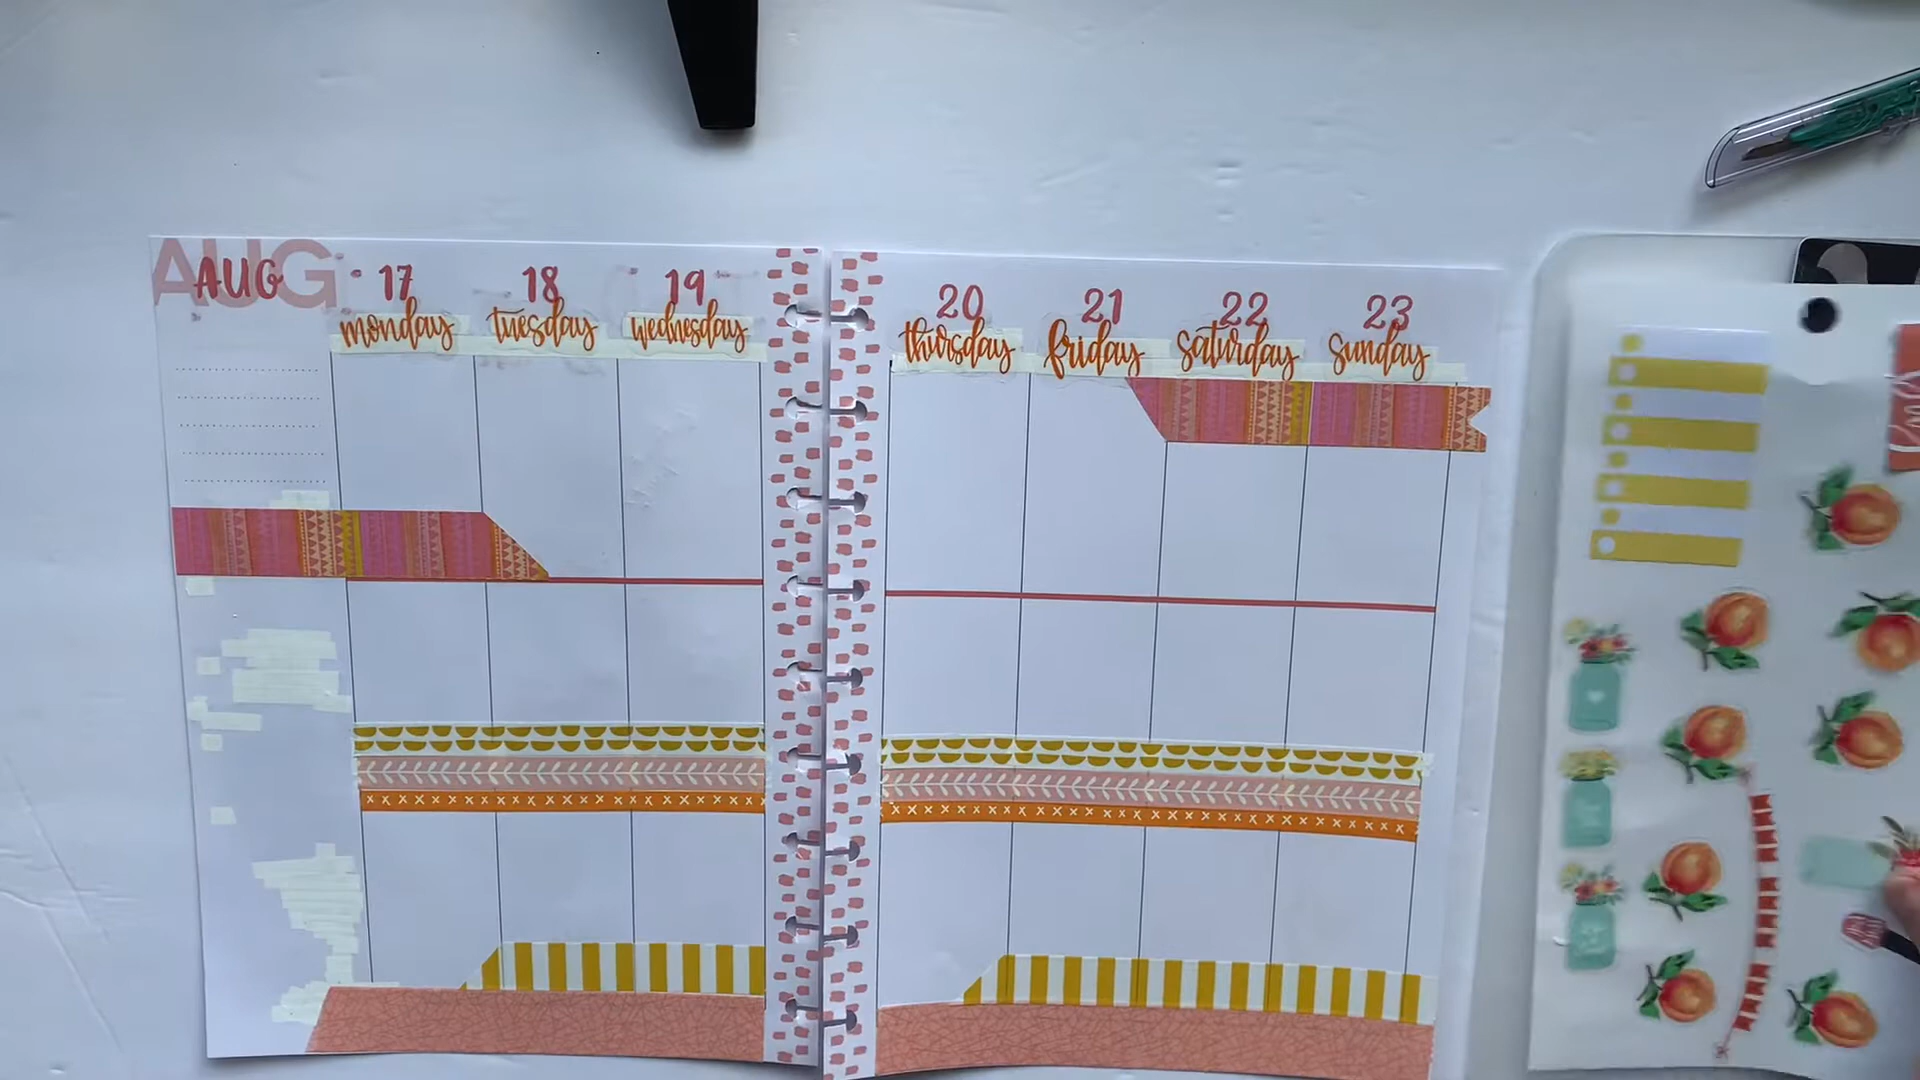 AUG
AUG
17 18 19
monday tuesday wednesday
20 21 22 23
thursday friday saturday sunday